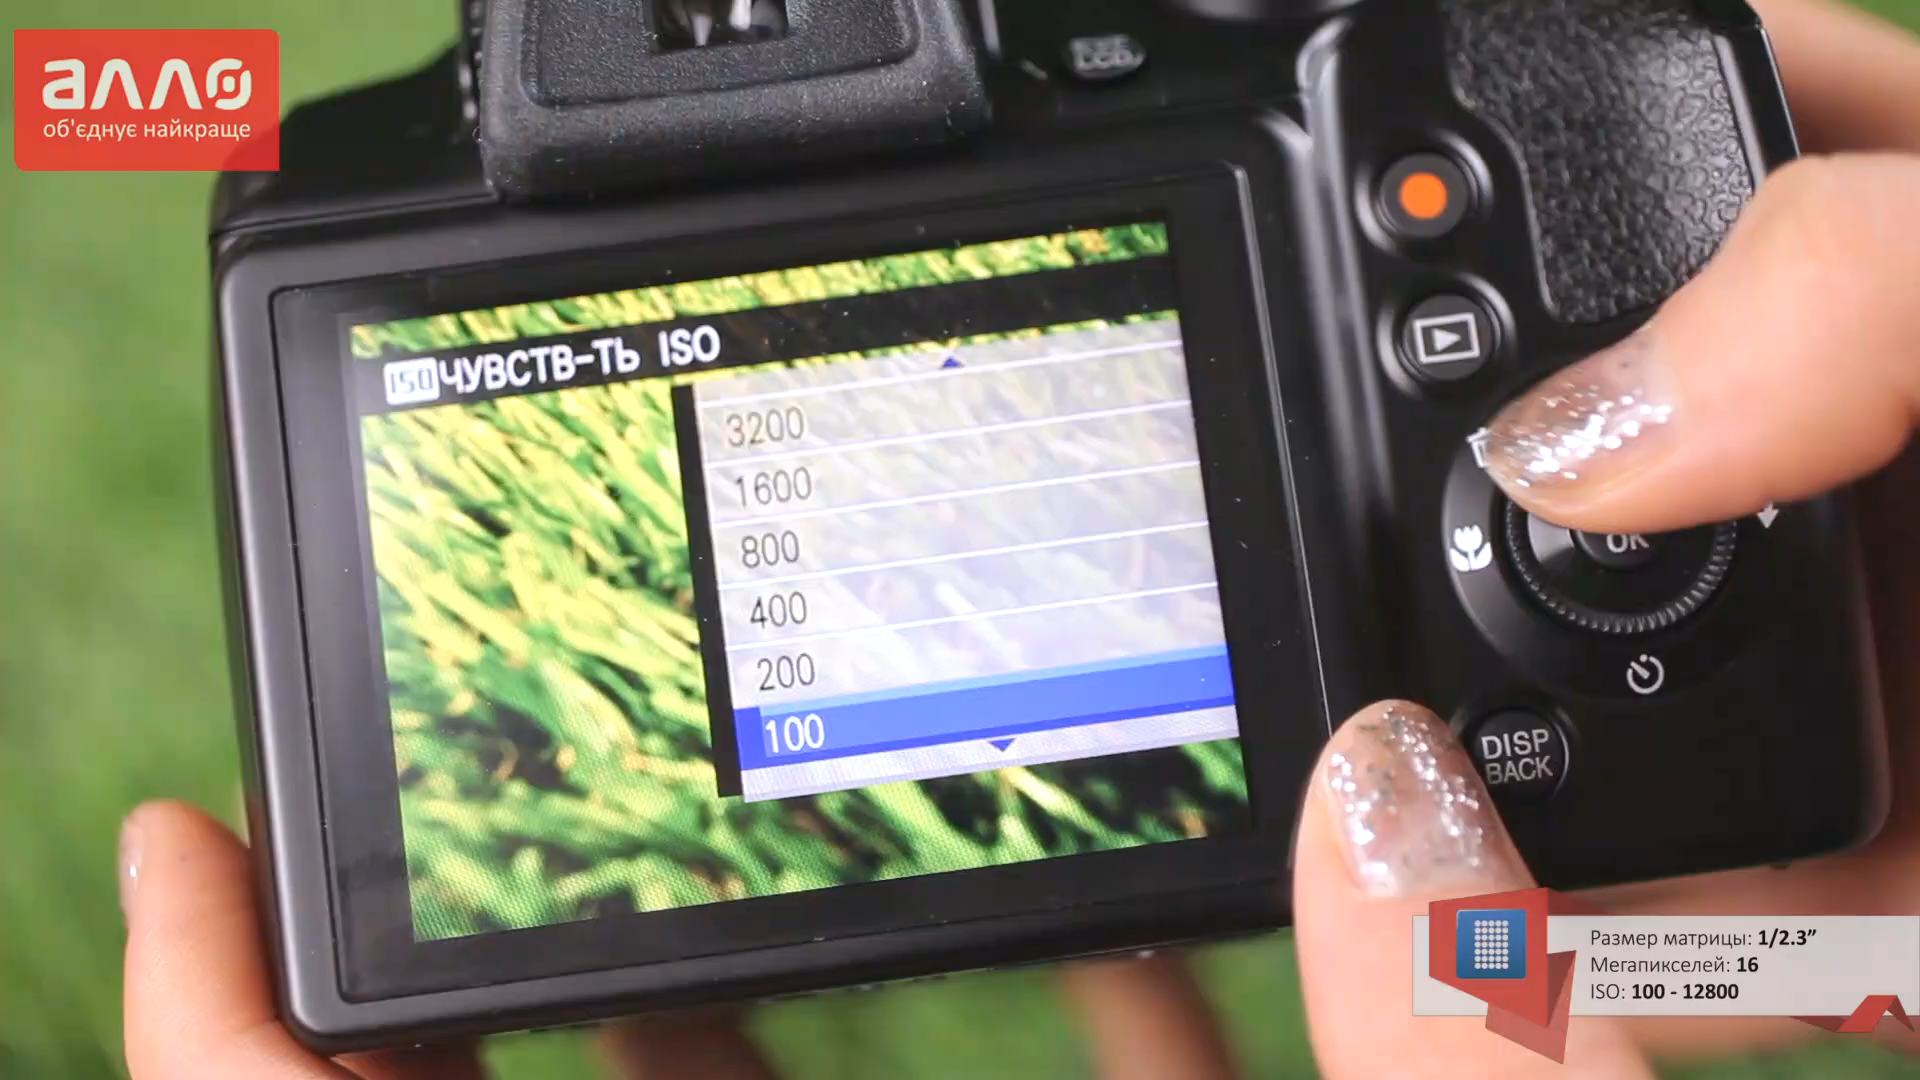 алло
об'єднує найкраще
ISO ЧУВСТВ-ТЬ ISO
3200
1600
800
400
200
100
OK
DISP
BACK
Размер матрицы: 1/2.3”
Мегапикселей: 16
ISO: 100 - 12800